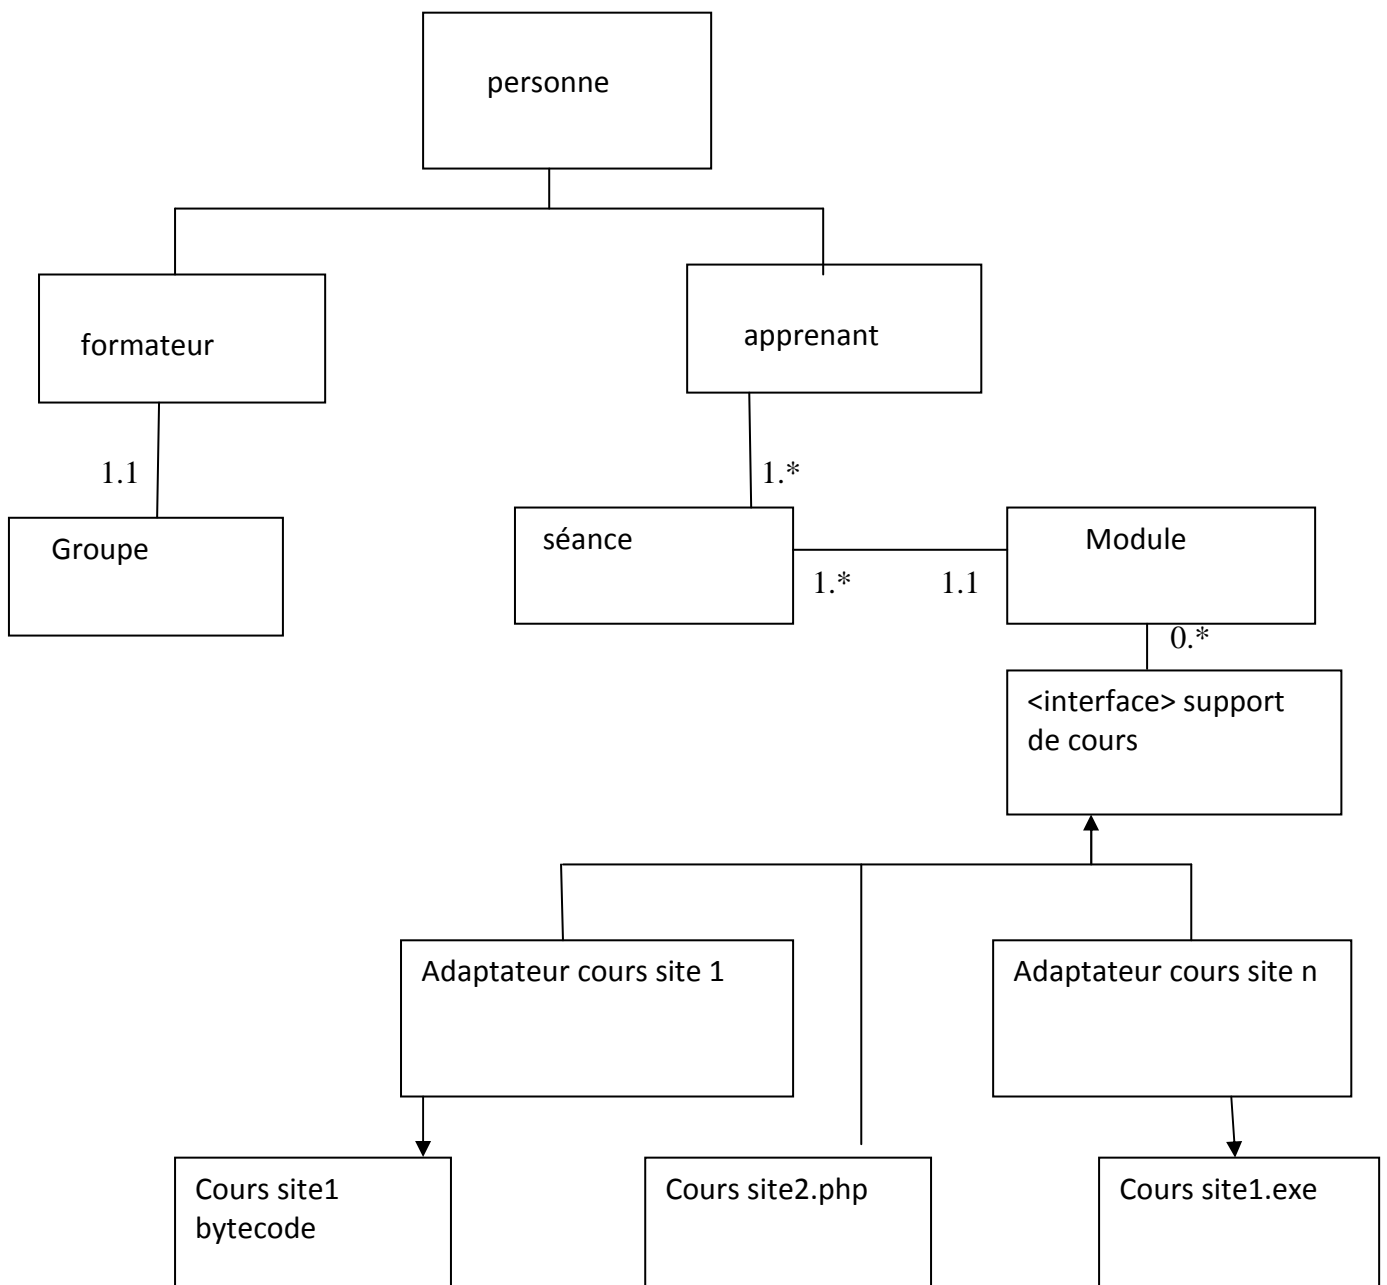 personne
formateur
apprenant
1.1
1.*
Groupe
séance
Module
1.*
1.1
0.*
<interface> support
de cours
Adaptateur cours site 1
Adaptateur cours site n
Cours site1
bytecode
Cours site2.php
Cours site1.exe